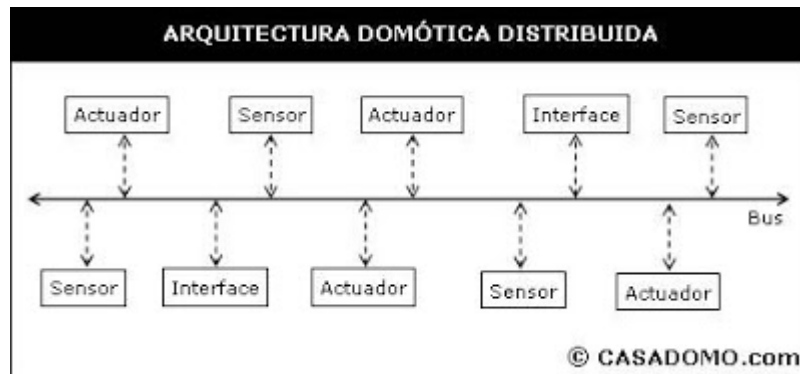 ARQUITECTURA DOMÓTICA DISTRIBUIDA
Actuador Sensor Actuador Interface Sensor
Bus
Sensor Interface Actuador Sensor Actuador
© CASADOMO.com